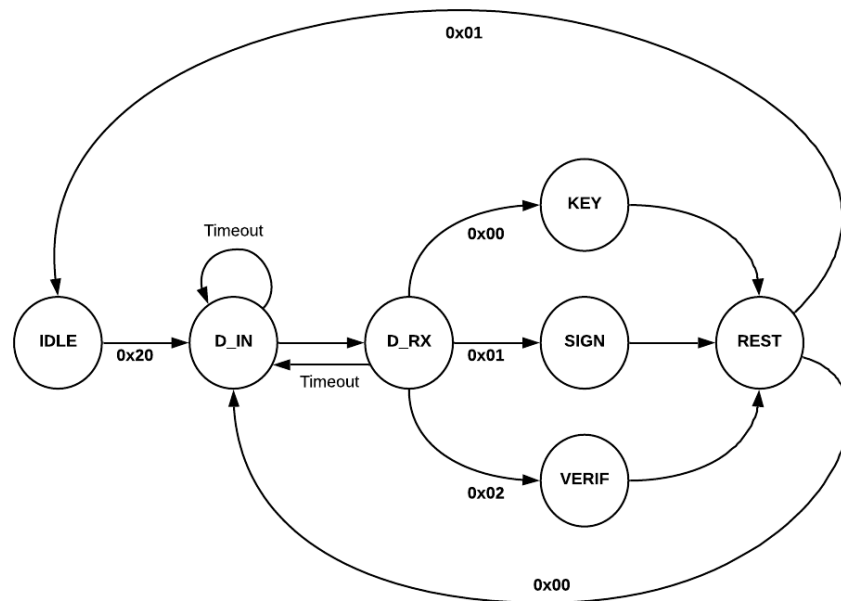 0x01
KEY
Timeout
0x00
IDLE
0x20
D_IN
D_RX
0x01
SIGN
REST
Timeout
VERIF
0x02
0x00